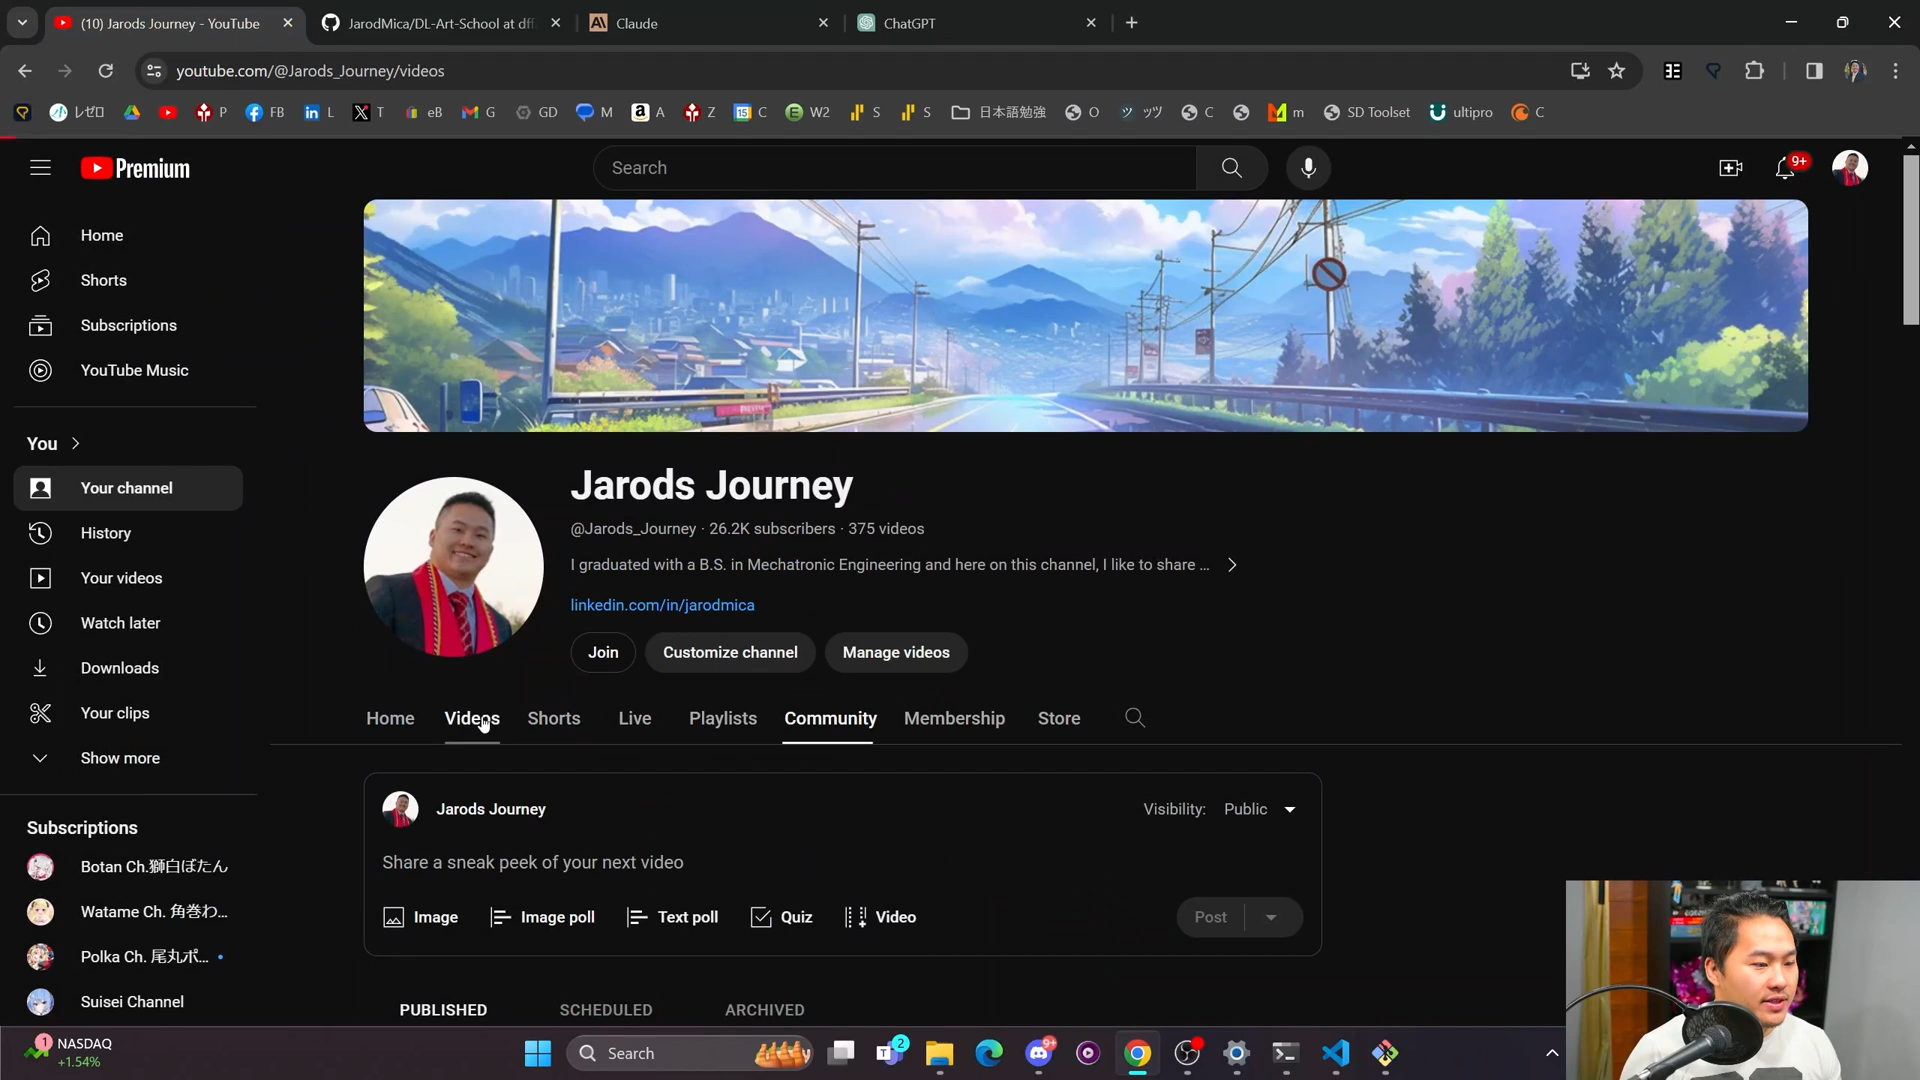 (10) Jarods Journey - YouTube
JarodMica/DL-Art-School at dff
Claude
ChatGPT
youtube.com/@Jarods_Journey/videos
レゼロ
P
FB
L
T
eB
G
GD
M
A
Z
C
W2
S
S
日本語勉強
O
ッツ
C
m
SD Toolset
ultipro
C
Premium
Search
9+
Home
Shorts
Subscriptions
YouTube Music
You
Your channel
History
Your videos
Watch later
Downloads
Your clips
Show more
Subscriptions
Botan Ch.獅白ぼたん
Watame Ch. 角巻わ...
Polka Ch. 尾丸ポ...
Suisei Channel
Jarods Journey
@Jarods_Journey · 26.2K subscribers · 375 videos
I graduated with a B.S. in Mechatronic Engineering and here on this channel, I like to share ...
linkedin.com/in/jarodmica
Join
Customize channel
Manage videos
Home
Videos
Shorts
Live
Playlists
Community
Membership
Store
Jarods Journey
Visibility:
Public
Share a sneak peek of your next video
Image
Image poll
Text poll
Quiz
Video
Post
PUBLISHED
SCHEDULED
ARCHIVED
1
NASDAQ
+1.54%
Search
2
9+